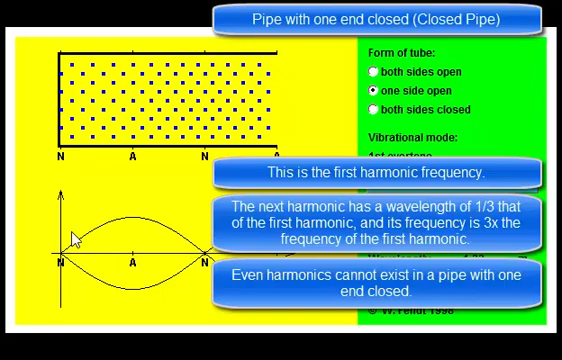 Pipe with one end closed (Closed Pipe)
Form of tube:
both sides open
one side open
both sides closed
Vibrational mode:
1st overtone
N A N A
This is the first harmonic frequency.
The next harmonic has a wavelength of 1/3 that
of the first harmonic, and its frequency is 3x the
frequency of the first harmonic.
N A N
Even harmonics cannot exist in a pipe with one
end closed.
© W. Fendt 1998